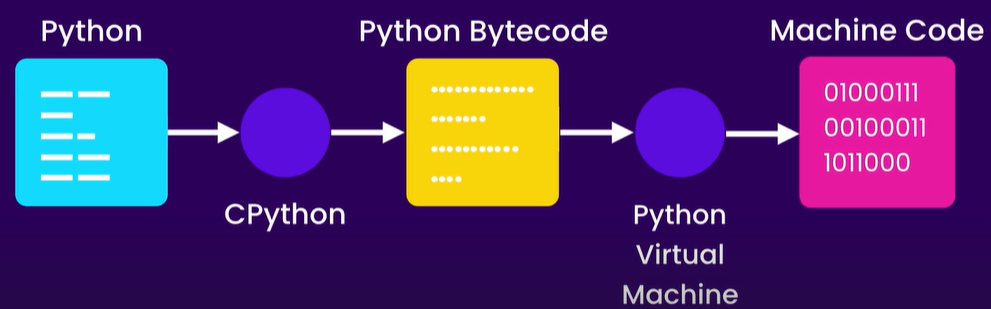 Python
Python Bytecode
Machine Code
01000111
00100011
1011000
CPython
Python
Virtual
Machine